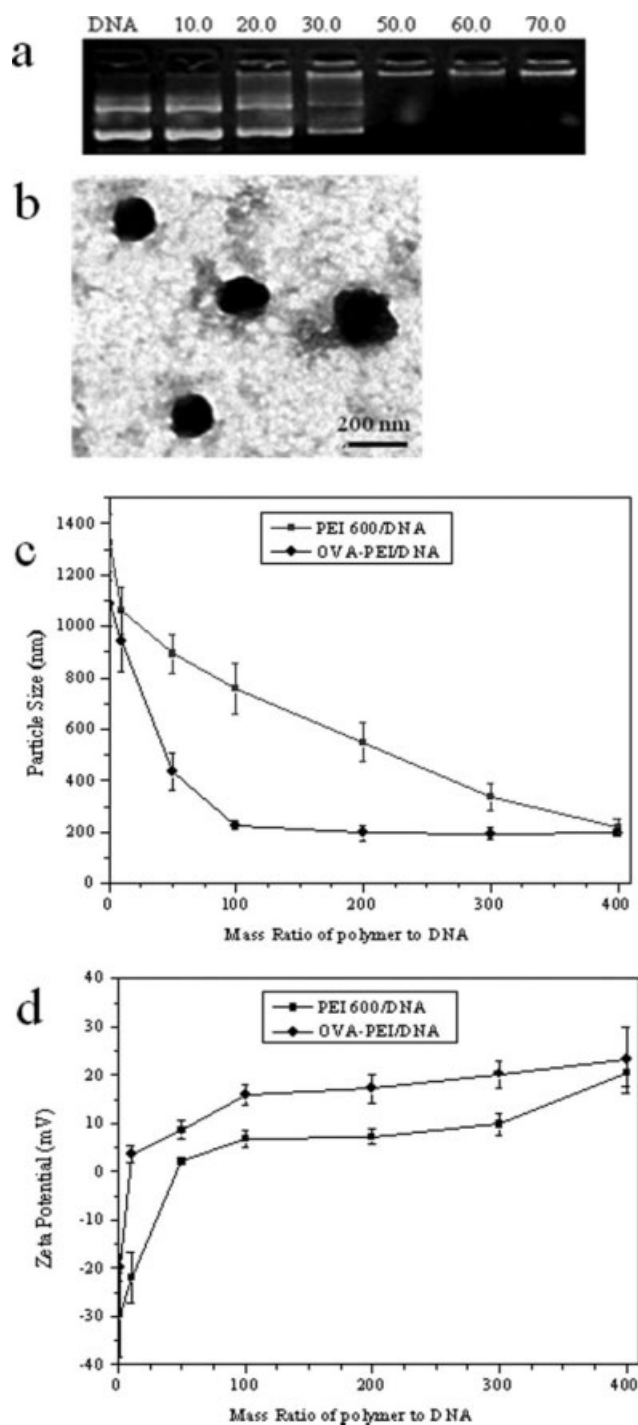 a
DNA 10.0 20.0 30.0 50.0 60.0 70.0
b
200 nm
c
PEI 600/DNA
OVA-PEI/DNA
1400
1200
1000
800
600
400
200
0
Particle Size (nm)
0 100 200 300 400
Mass Ratio of polymer to DNA
d
PEI 600/DNA
OVA-PEI/DNA
40
30
20
10
0
-10
-20
-30
-40
Zeta Potential (mV)
0 100 200 300 400
Mass Ratio of polymer to DNA